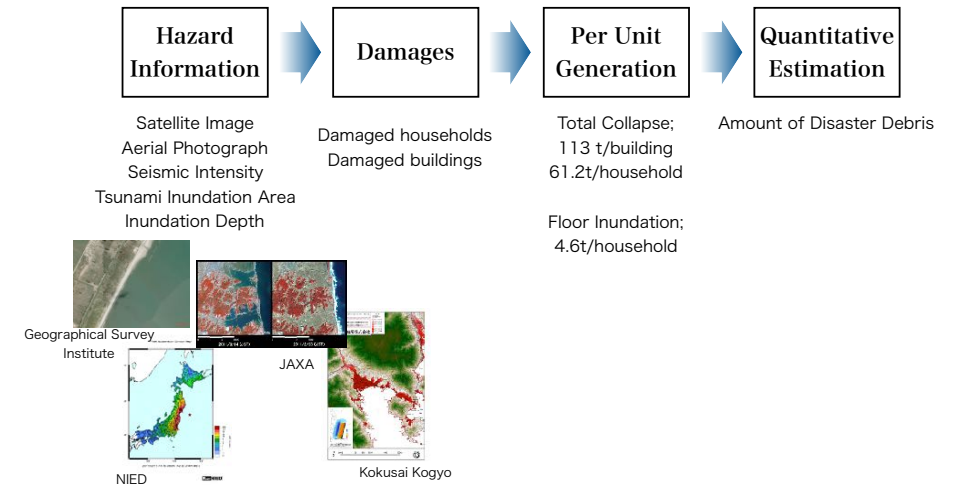 Hazard
Information
Damages
Per Unit
Generation
Quantitative
Estimation
Satellite Image
Aerial Photograph
Seismic Intensity
Tsunami Inundation Area
Inundation Depth
Damaged households
Damaged buildings
Total Collapse;
113 t/building
61.2t/household
Floor Inundation;
4.6t/household
Amount of Disaster Debris
Geographical Survey
Institute
JAXA
NIED
Kokusai Kogyo